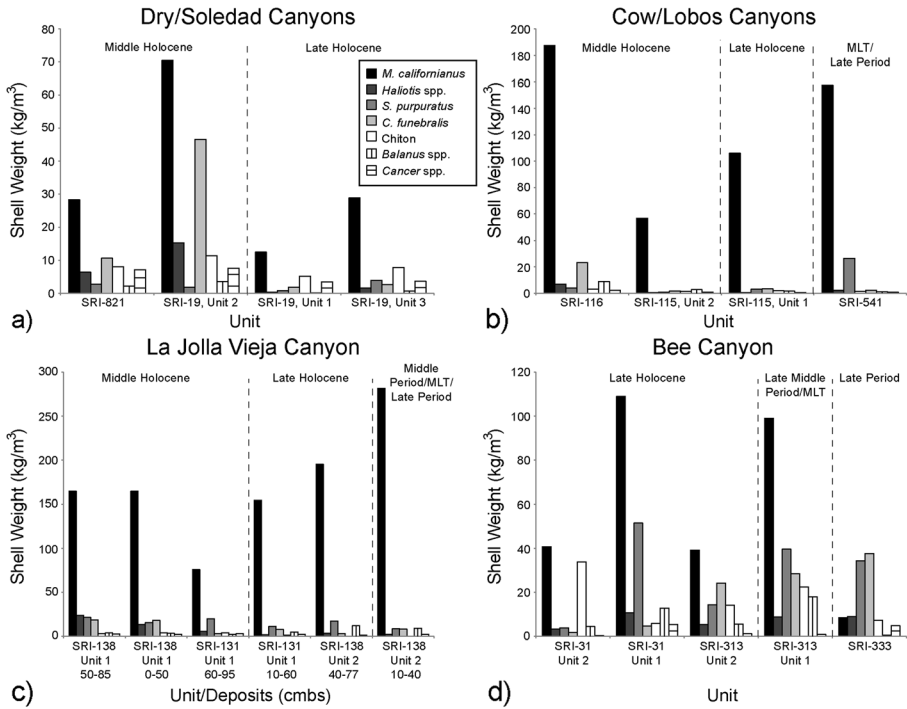 Dry/Soledad Canyons
Middle Holocene
Late Holocene
Shell Weight (kg/m³)
80
70
60
50
40
30
20
10
0
M. californianus
Haliotis spp.
S. purpuratus
C. funebralis
Chiton
Balanus spp.
Cancer spp.
SRI-821
SRI-19, Unit 2
SRI-19, Unit 1
SRI-19, Unit 3
Unit
a)
Cow/Lobos Canyons
Middle Holocene
Late Holocene
MLT/
Late Period
Shell Weight (kg/m³)
200
180
160
140
120
100
80
60
40
20
0
SRI-116
SRI-115, Unit 2
SRI-115, Unit 1
SRI-541
Unit
b)
La Jolla Vieja Canyon
Middle Holocene
Late Holocene
Middle
Period/MLT/
Late Period
Shell Weight (kg/m³)
300
250
200
150
100
50
0
SRI-138
Unit 1
50-85
SRI-138
Unit 1
0-50
SRI-131
Unit 1
60-95
SRI-131
Unit 1
10-60
SRI-138
Unit 2
40-77
SRI-138
Unit 2
10-40
Unit/Deposits (cmbs)
c)
Bee Canyon
Late Holocene
Late Middle
Period/MLT
Late Period
Shell Weight (kg/m³)
120
100
80
60
40
20
0
SRI-31
Unit 2
SRI-31
Unit 1
SRI-313
Unit 2
SRI-313
Unit 1
SRI-333
Unit
d)